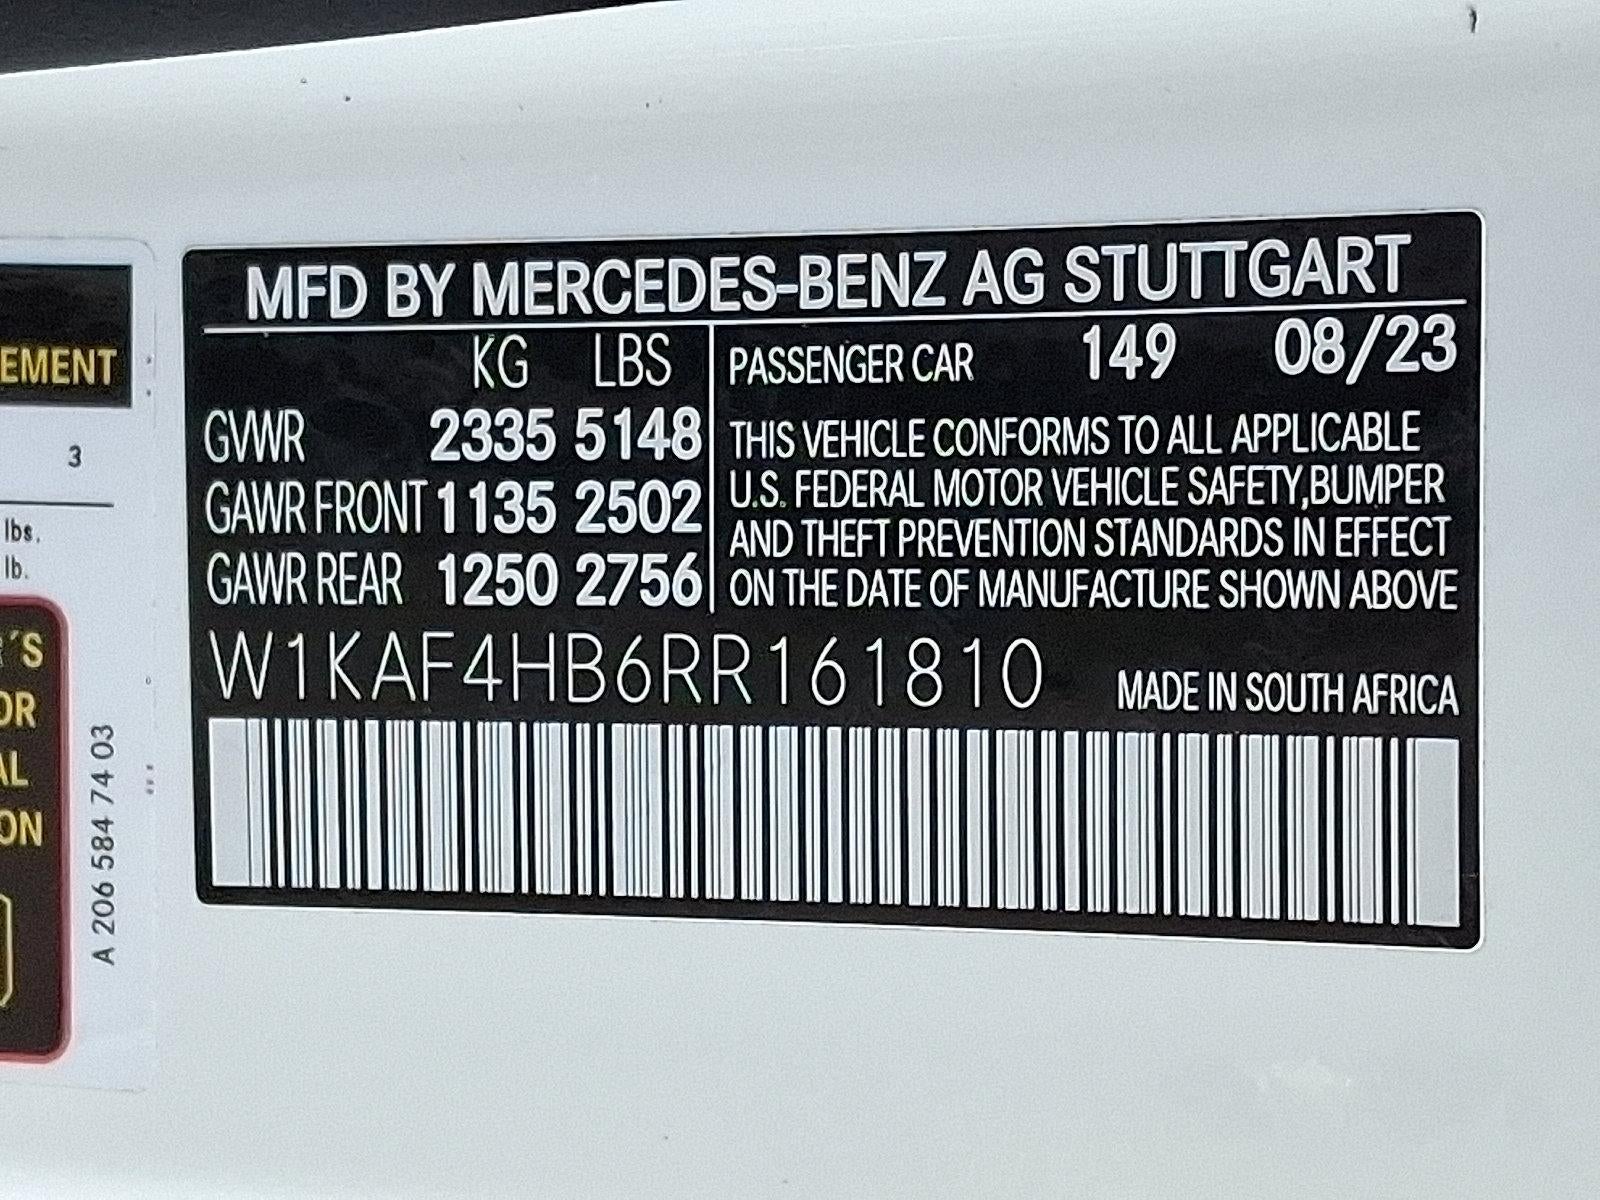 MFD BY MERCEDES-BENZ AG STUTTGART
KG LBS
GVWR 2335 5148
GAWR FRONT 1135 2502
GAWR REAR 1250 2756
PASSENGER CAR 149 08/23
THIS VEHICLE CONFORMS TO ALL APPLICABLE
U.S. FEDERAL MOTOR VEHICLE SAFETY,BUMPER
AND THEFT PREVENTION STANDARDS IN EFFECT
ON THE DATE OF MANUFACTURE SHOWN ABOVE
W1KAF4HB6RR161810
MADE IN SOUTH AFRICA
EMENT
3
lbs.
lb.
´S
OR
AL
ON
A 206 584 74 03